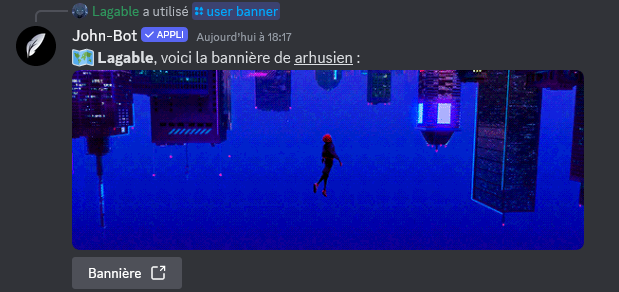 Lagable a utilisé user banner
John-Bot ✓ APPLI Aujourd'hui à 18:17
Lagable, voici la bannière de arhusien :
Bannière